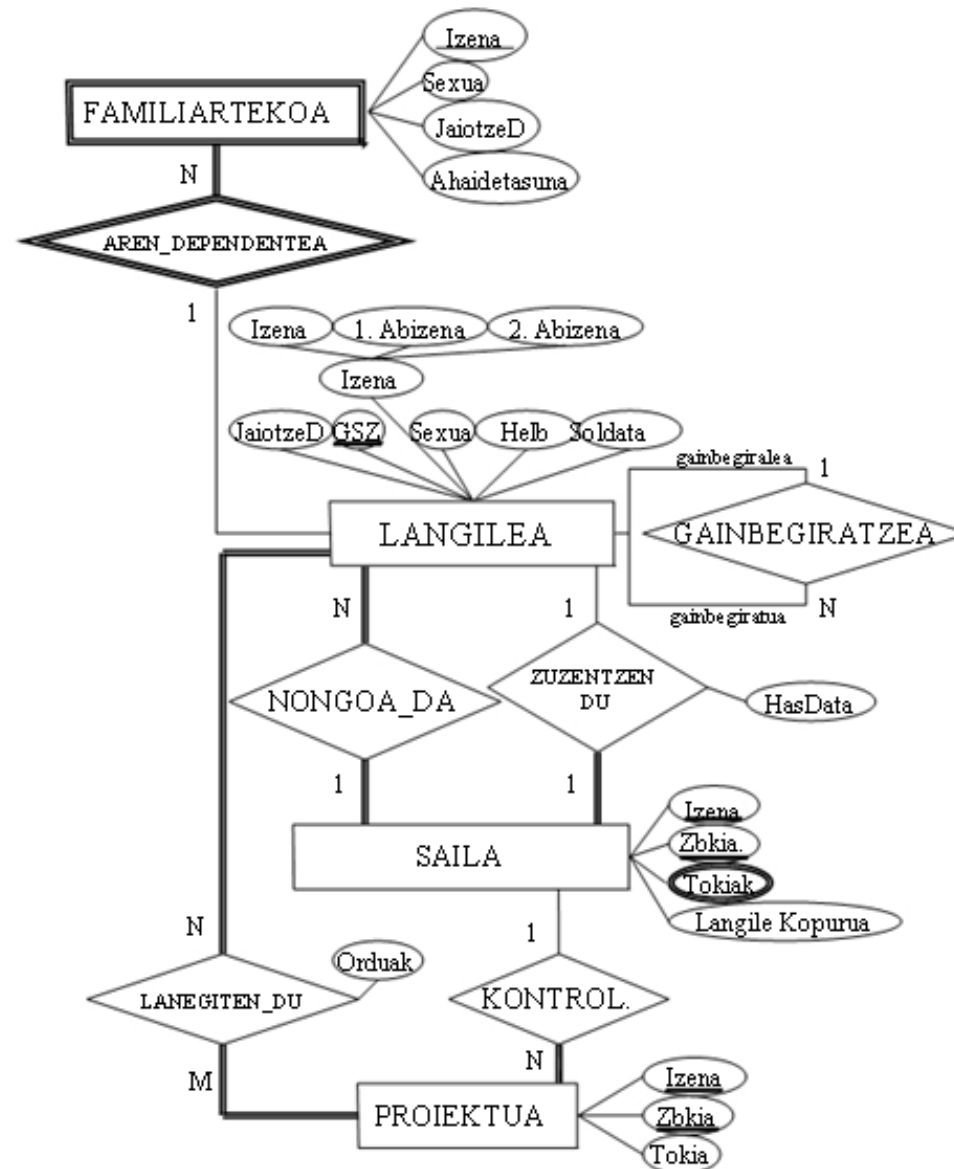 Izena
Sexua
FAMILIARTEKOA
JaiotzeD
N
Ahaidetasuna
AREN_DEPENDENTEA
1
Izena 1. Abizena 2. Abizena
Izena
JaiotzeD GSZ Sexua Helb Soldata
gainbegiralea
1
LANGILEA
GAINBEGIRATZEA
N
1
gainbegiratua
N
ZUZENTZEN
DU
NONGOA_DA
HasData
1
1
Izena
Zbkia.
SAILA
Tokiak
Langile Kopurua
N
1
Orduak
LANEGITEN_DU
KONTROL.
N
M
Izena
PROIEKTUA
Zbkia
Tokia